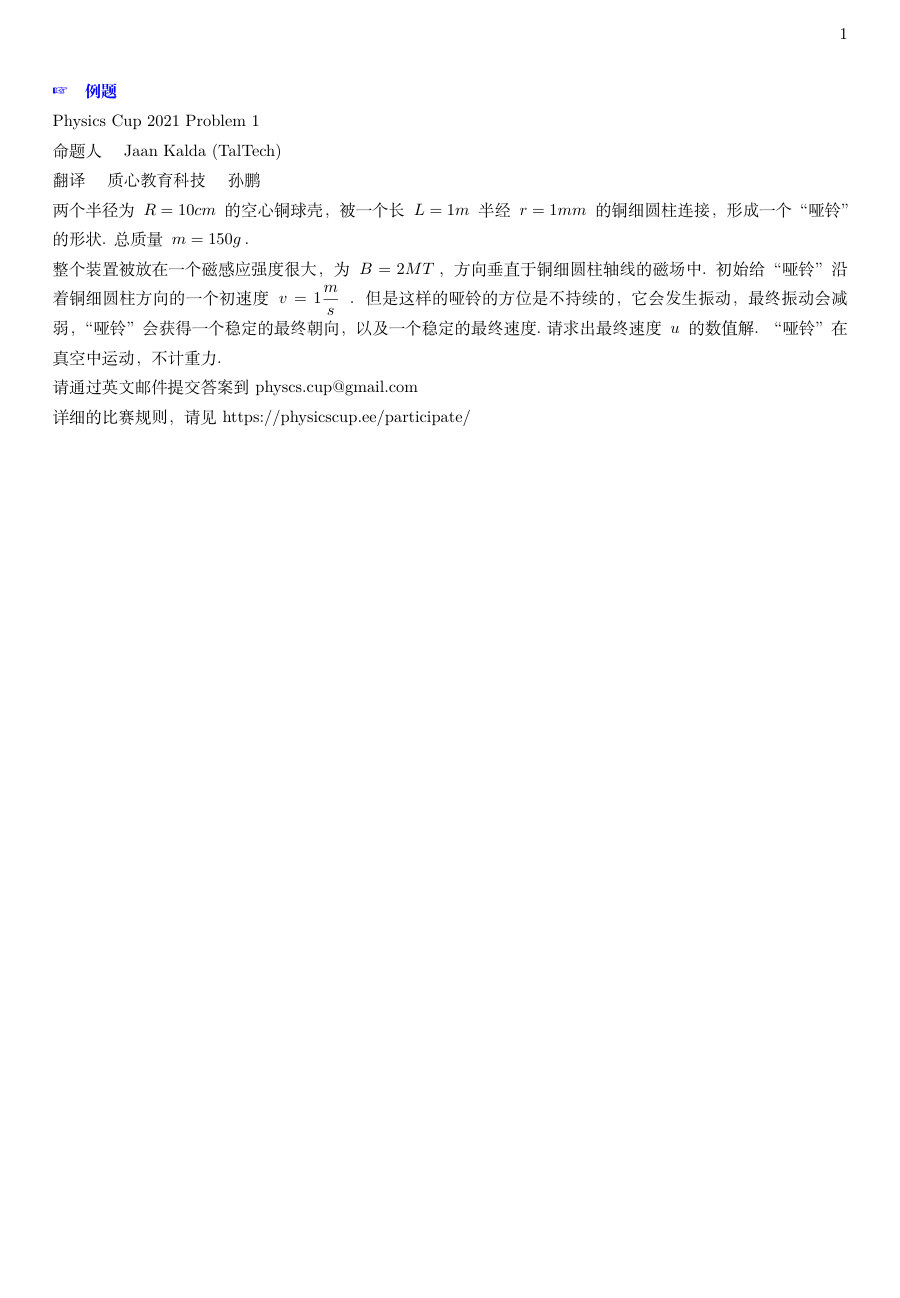 1
☞ 例题
Physics Cup 2021 Problem 1
命题人 Jaan Kalda (TalTech)
翻译 质心教育科技 孙鹏
两个半径为 R = 10cm 的空心铜球壳, 被一个长 L = 1m 半经 r = 1mm 的铜细圆柱连接, 形成一个 “哑铃”
的形状. 总质量 m = 150g .
整个装置被放在一个磁感应强度很大, 为 B = 2MT , 方向垂直于铜细圆柱轴线的磁场中. 初始给 “哑铃” 沿
着铜细圆柱方向的一个初速度 v = 1 m/s . 但是这样的哑铃的方位是不持续的, 它会发生振动, 最终振动会减
弱, “哑铃” 会获得一个稳定的最终朝向, 以及一个稳定的最终速度. 请求出最终速度 u 的数值解. “哑铃” 在
真空中运动, 不计重力.
请通过英文邮件提交答案到 physcs.cup@gmail.com
详细的比赛规则, 请见 https://physicscup.ee/participate/